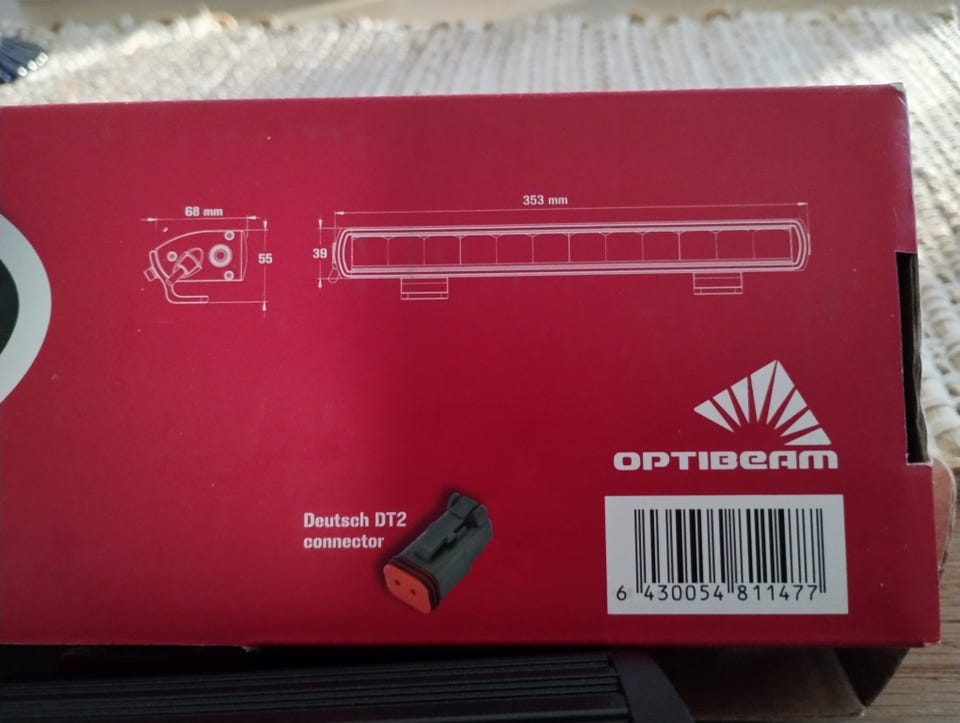 68 mm
353 mm
39
55
OPTIBEAM
Deutsch DT2
connector
6 430054 811477